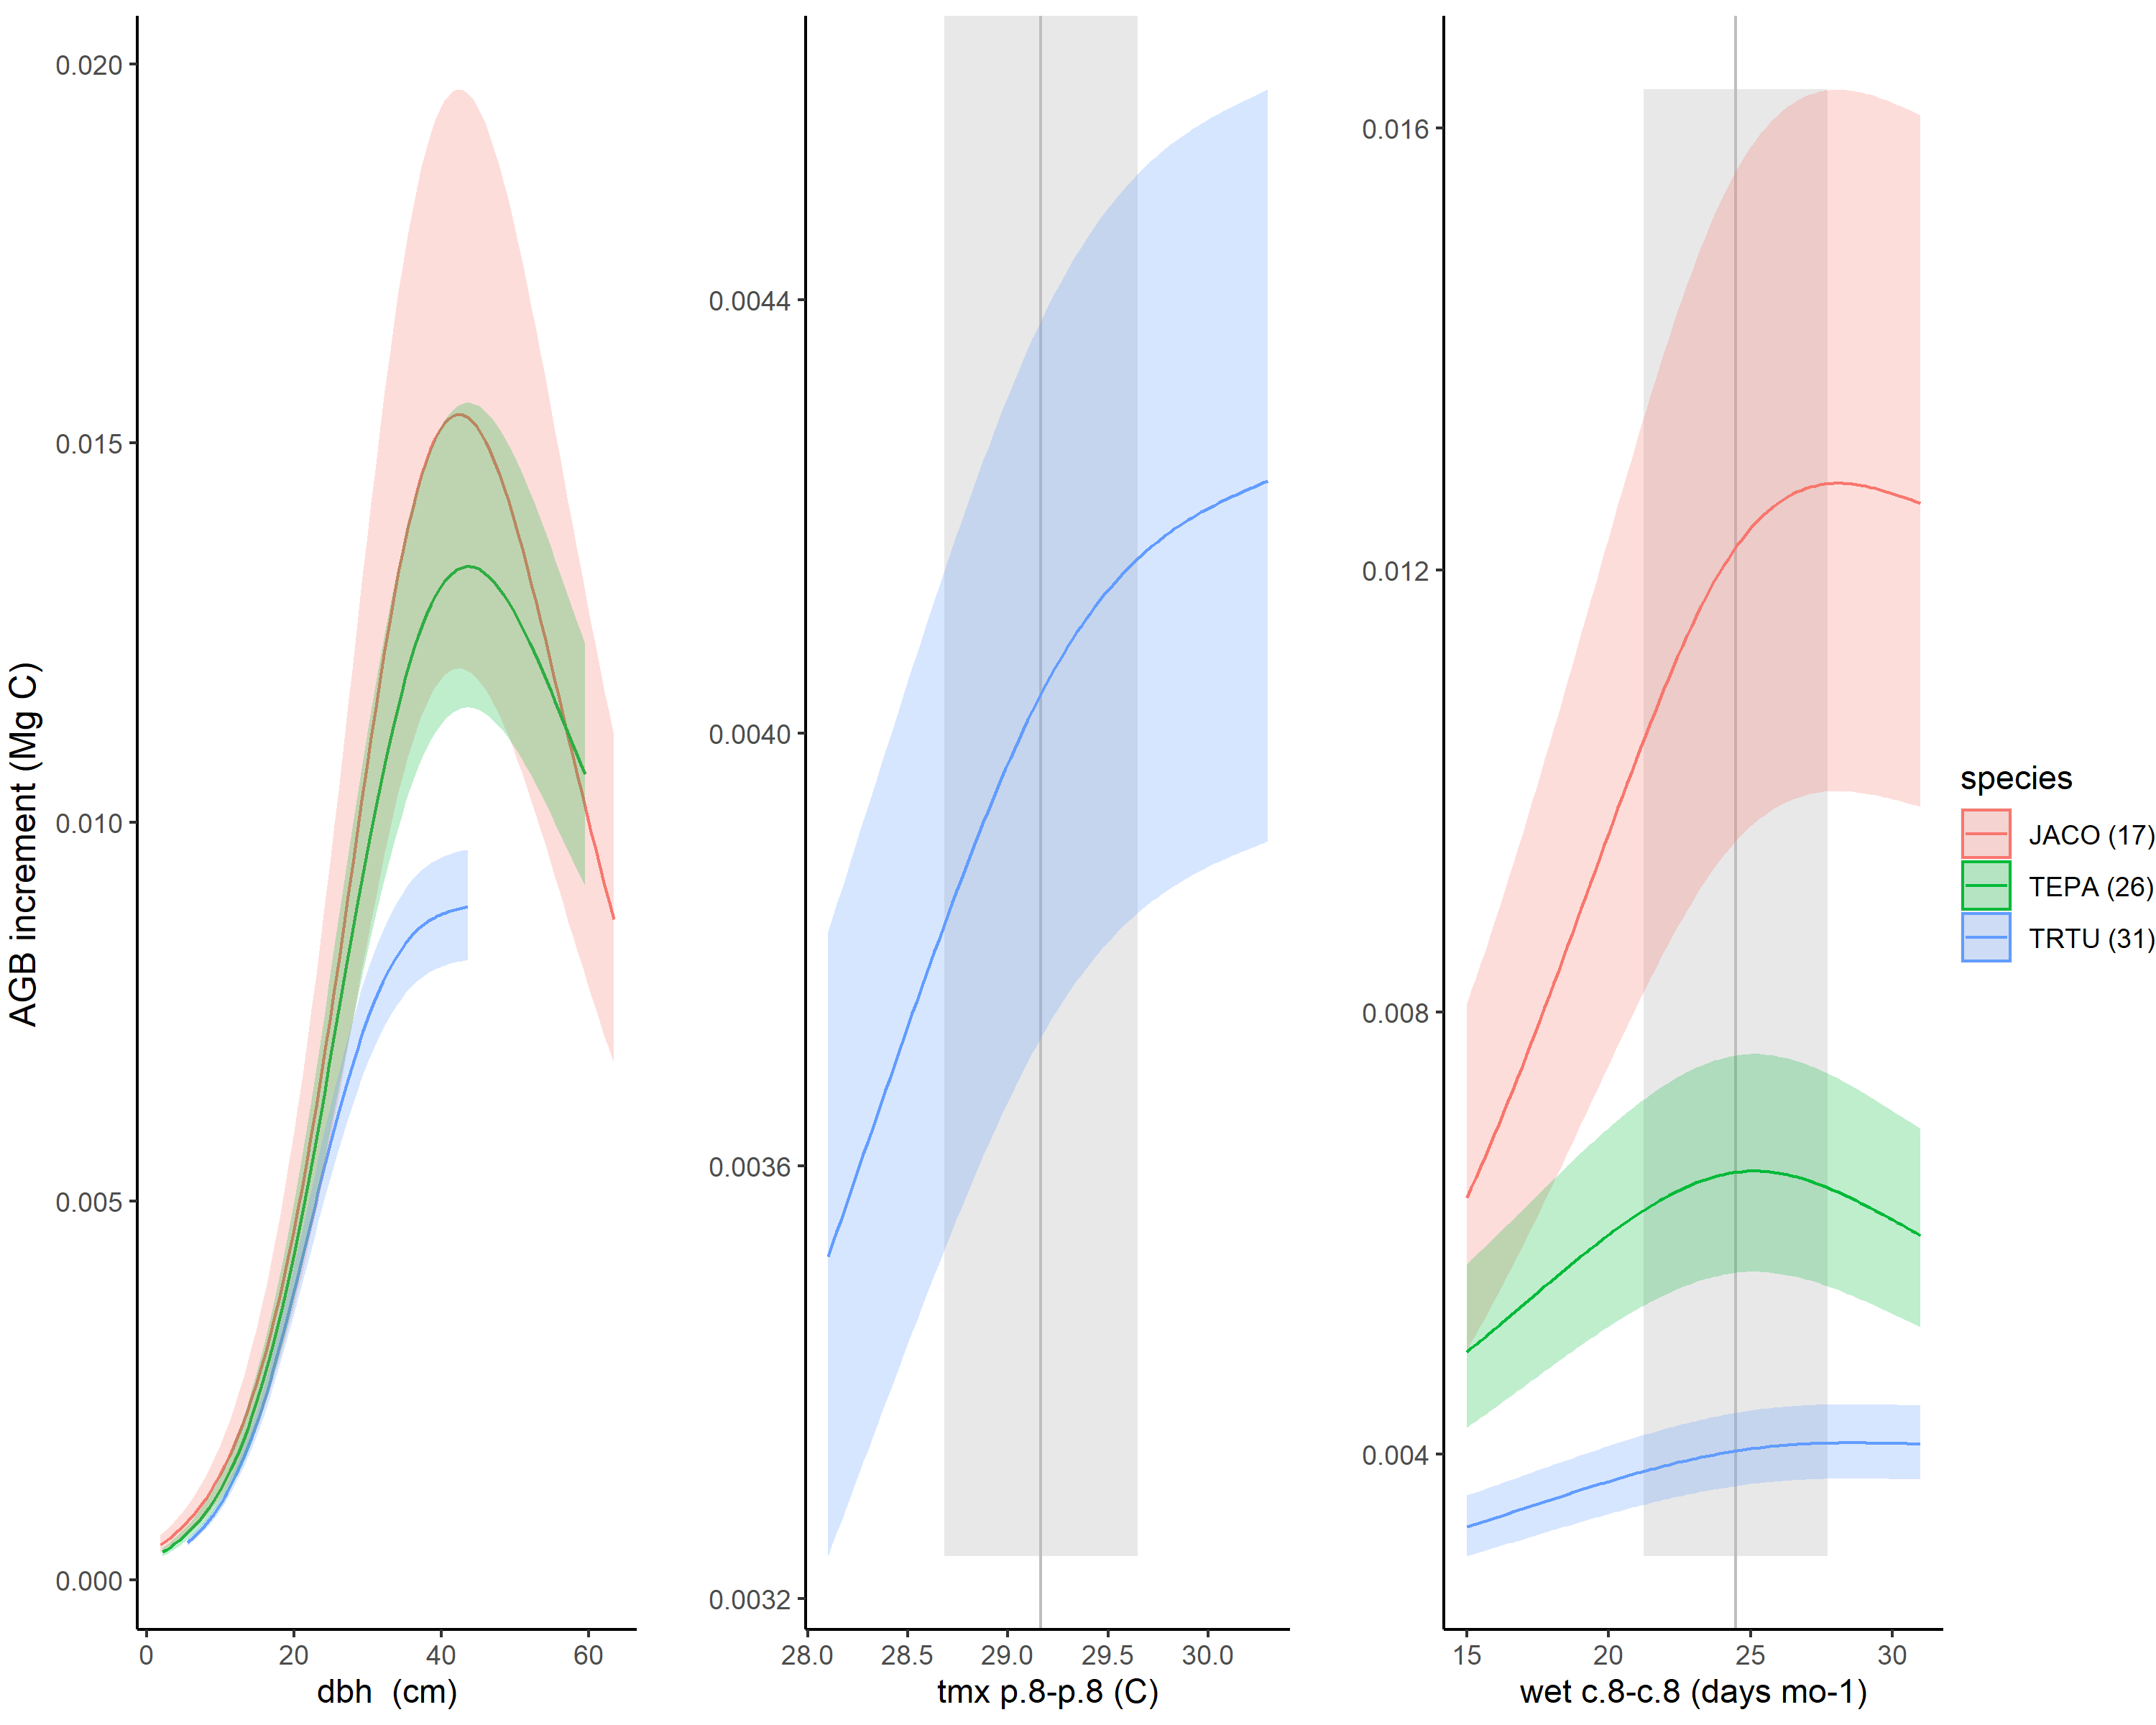 AGB increment (Mg C)
0.020
0.015
0.010
0.005
0.000
0 20 40 60
dbh  (cm)
0.0044
0.0040
0.0036
0.0032
28.0 28.5 29.0 29.5 30.0
tmx p.8-p.8 (C)
0.016
0.012
0.008
0.004
15 20 25 30
wet c.8-c.8 (days mo-1)
species
JACO (17)
TEPA (26)
TRTU (31)